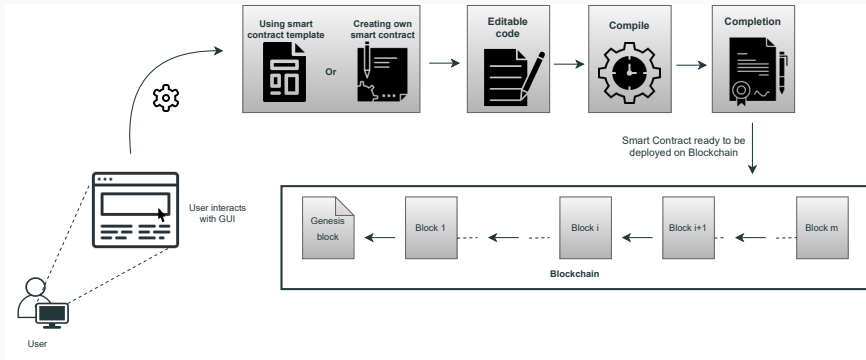 Using smart
contract template
Or
Creating own
smart contract
Editable
code
Compile
Completion
Smart Contract ready to be
deployed on Blockchain
User interacts
with GUI
Genesis
block
Block 1
Block i
Block i+1
Block m
Blockchain
User